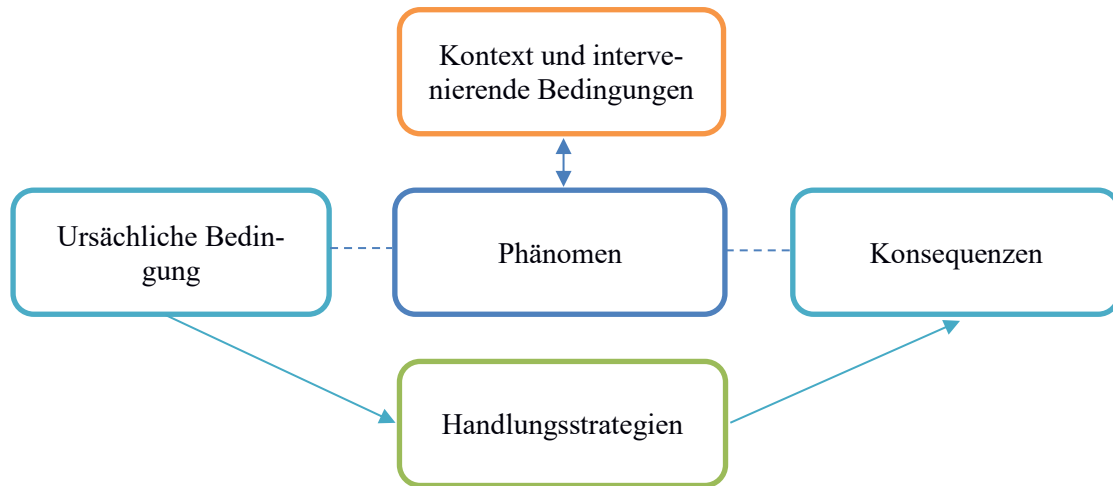 Kontext und interve-
nierende Bedingungen
Ursächliche Bedin-
gung
Phänomen
Konsequenzen
Handlungsstrategien